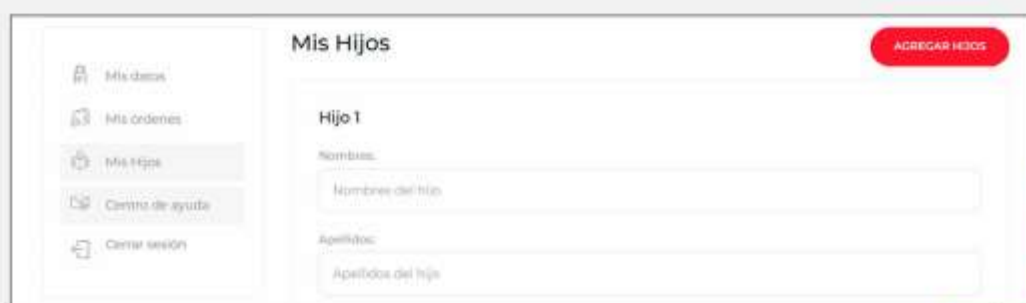 Mis Hijos
AGREGAR HIJOS
Mis datos
Mis órdenes
Mis Hijos
Centro de ayuda
Cerrar sesión
Hijo 1
Nombres:
Nombres del hijo
Apellidos:
Apellidos del hijo